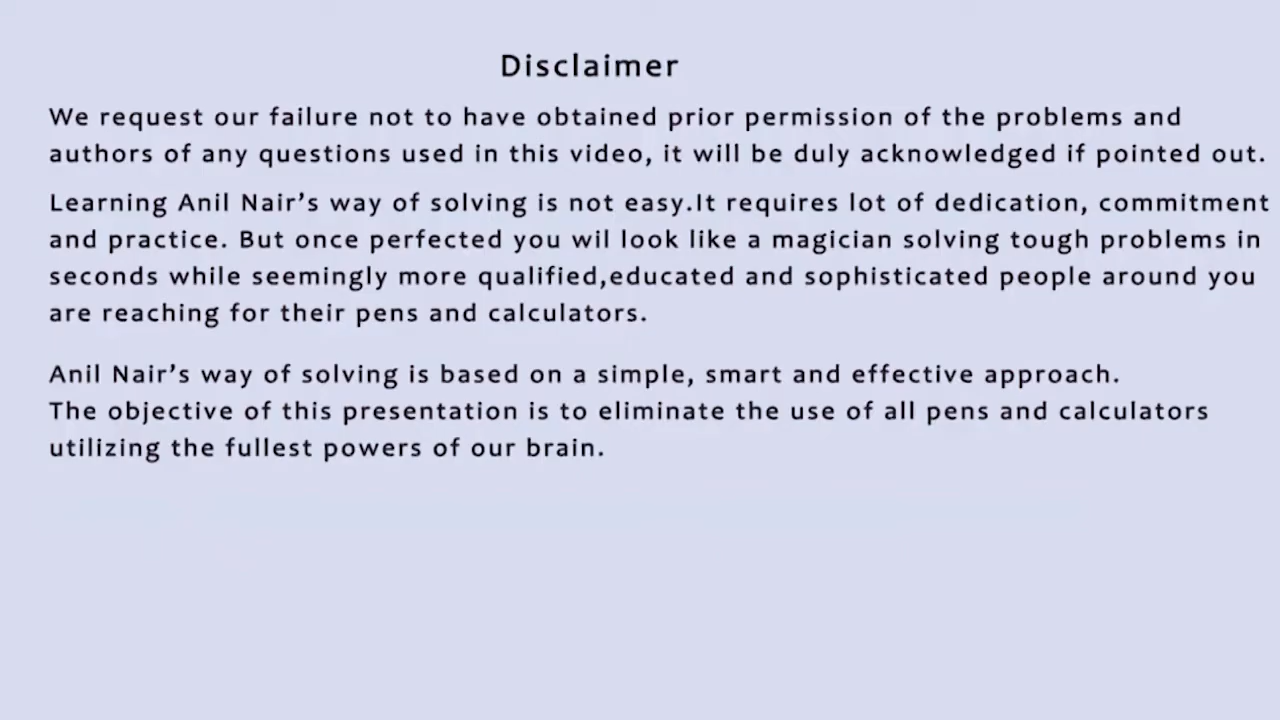 Disclaimer
We request our failure not to have obtained prior permission of the problems and
authors of any questions used in this video, it will be duly acknowledged if pointed out.
Learning Anil Nair’s way of solving is not easy.It requires lot of dedication, commitment
and practice. But once perfected you wil look like a magician solving tough problems in
seconds while seemingly more qualified,educated and sophisticated people around you
are reaching for their pens and calculators.
Anil Nair’s way of solving is based on a simple, smart and effective approach.
The objective of this presentation is to eliminate the use of all pens and calculators
utilizing the fullest powers of our brain.